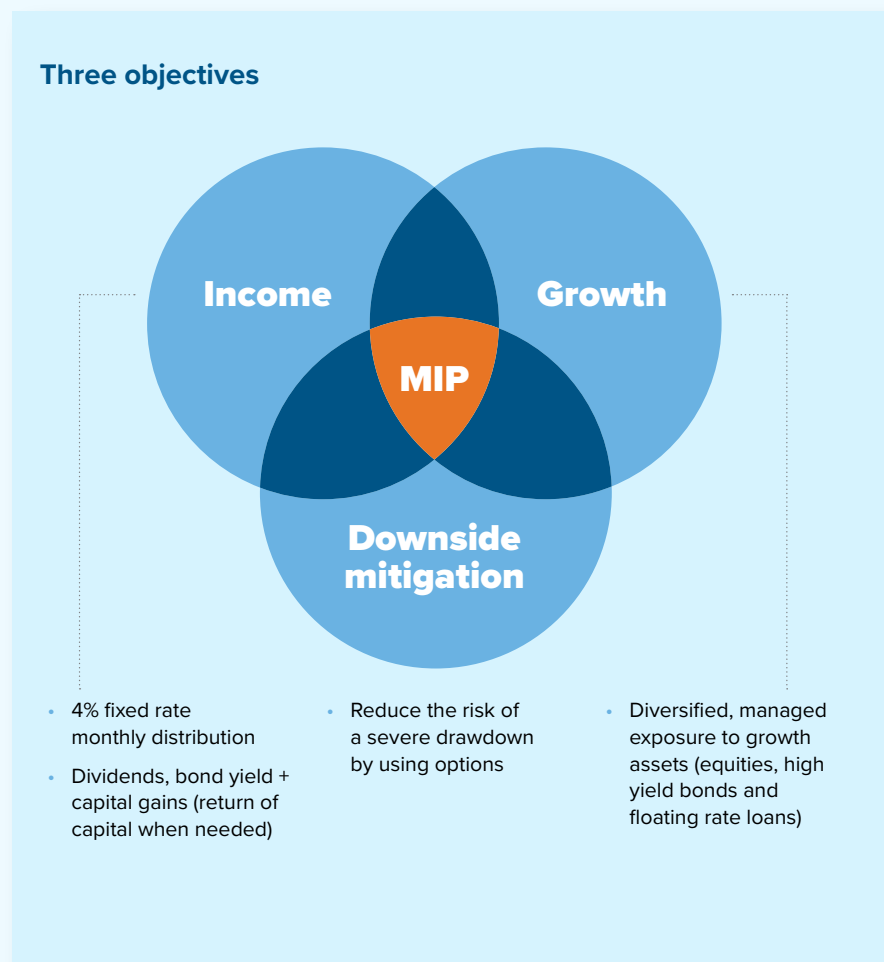 Three objectives
Income
Growth
MIP
Downside
mitigation
• 4% fixed rate
monthly distribution
• Dividends, bond yield +
capital gains (return of
capital when needed)
• Reduce the risk of
a severe drawdown
by using options
• Diversified, managed
exposure to growth
assets (equities, high
yield bonds and
floating rate loans)